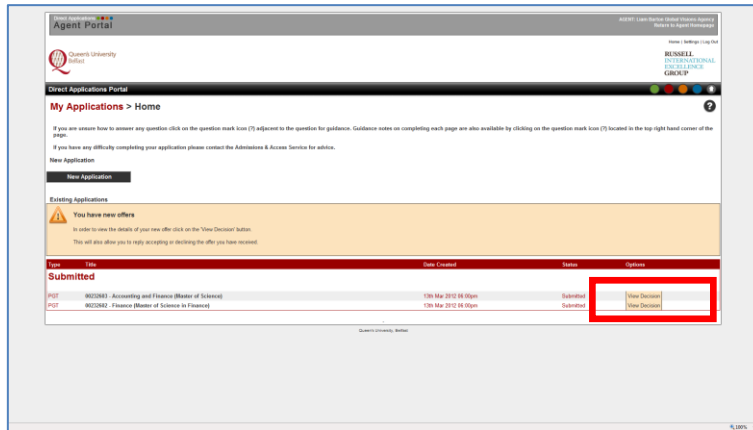 Direct Applications
Agent Portal
AGENT: Liam Barbor Global Visions Agency
Return to Agent Homepage
Home | Settings | Log Out
Queen's University
Belfast
RUSSELL
INTERNATIONAL
EXCELLENCE
GROUP
Direct Applications Portal
My Applications > Home
?
If you are unsure how to answer any question click on the question mark icon (?) adjacent to the question for guidance. Guidance notes on completing each page are also available by clicking on the question mark icon (?) located in the top right hand corner of the
page.
If you have any difficulty completing your application please contact the Admissions & Access Service for advice.
New Application
New Application
Existing Applications
You have new offers
In order to view the details of your new offer click on the 'View Decision' button.
This will also allow you to reply accepting or declining the offer you have received.
Type Title Date Created Status Options
Submitted
PGT 00232603 - Accounting and Finance (Master of Science) 13th Mar 2012 06:00pm Submitted View Decision
PGT 00232602 - Finance (Master of Science in Finance) 13th Mar 2012 06:00pm Submitted View Decision
Queen's University, Belfast
100%